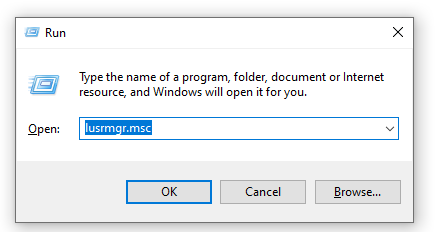 Run
Type the name of a program, folder, document or Internet
resource, and Windows will open it for you.
Open: lusrmgr.msc
OK Cancel Browse...